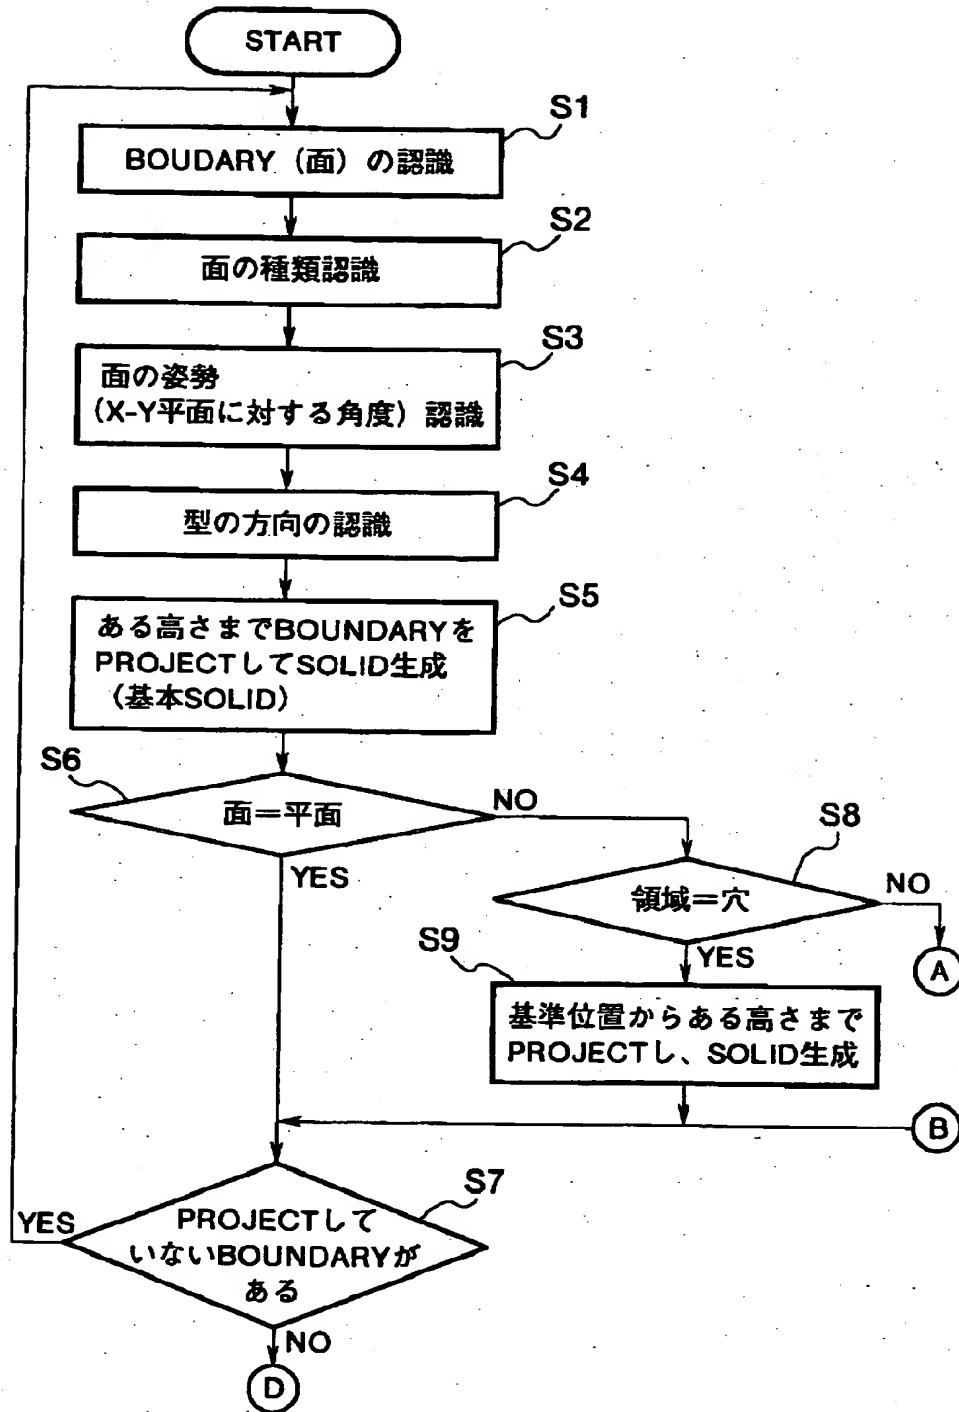 START
S1
BOUDARY（面）の認識
S2
面の種類認識
S3
面の姿勢
（X-Y平面に対する角度）認識
S4
型の方向の認識
S5
ある高さまでBOUNDARYを
PROJECTしてSOLID生成
（基本SOLID）
S6
面＝平面
NO
YES
S8
領域＝穴
NO
A
YES
S9
基準位置からある高さまで
PROJECTし、SOLID生成
B
S7
PROJECTして
いないBOUNDARYが
ある
YES
NO
D